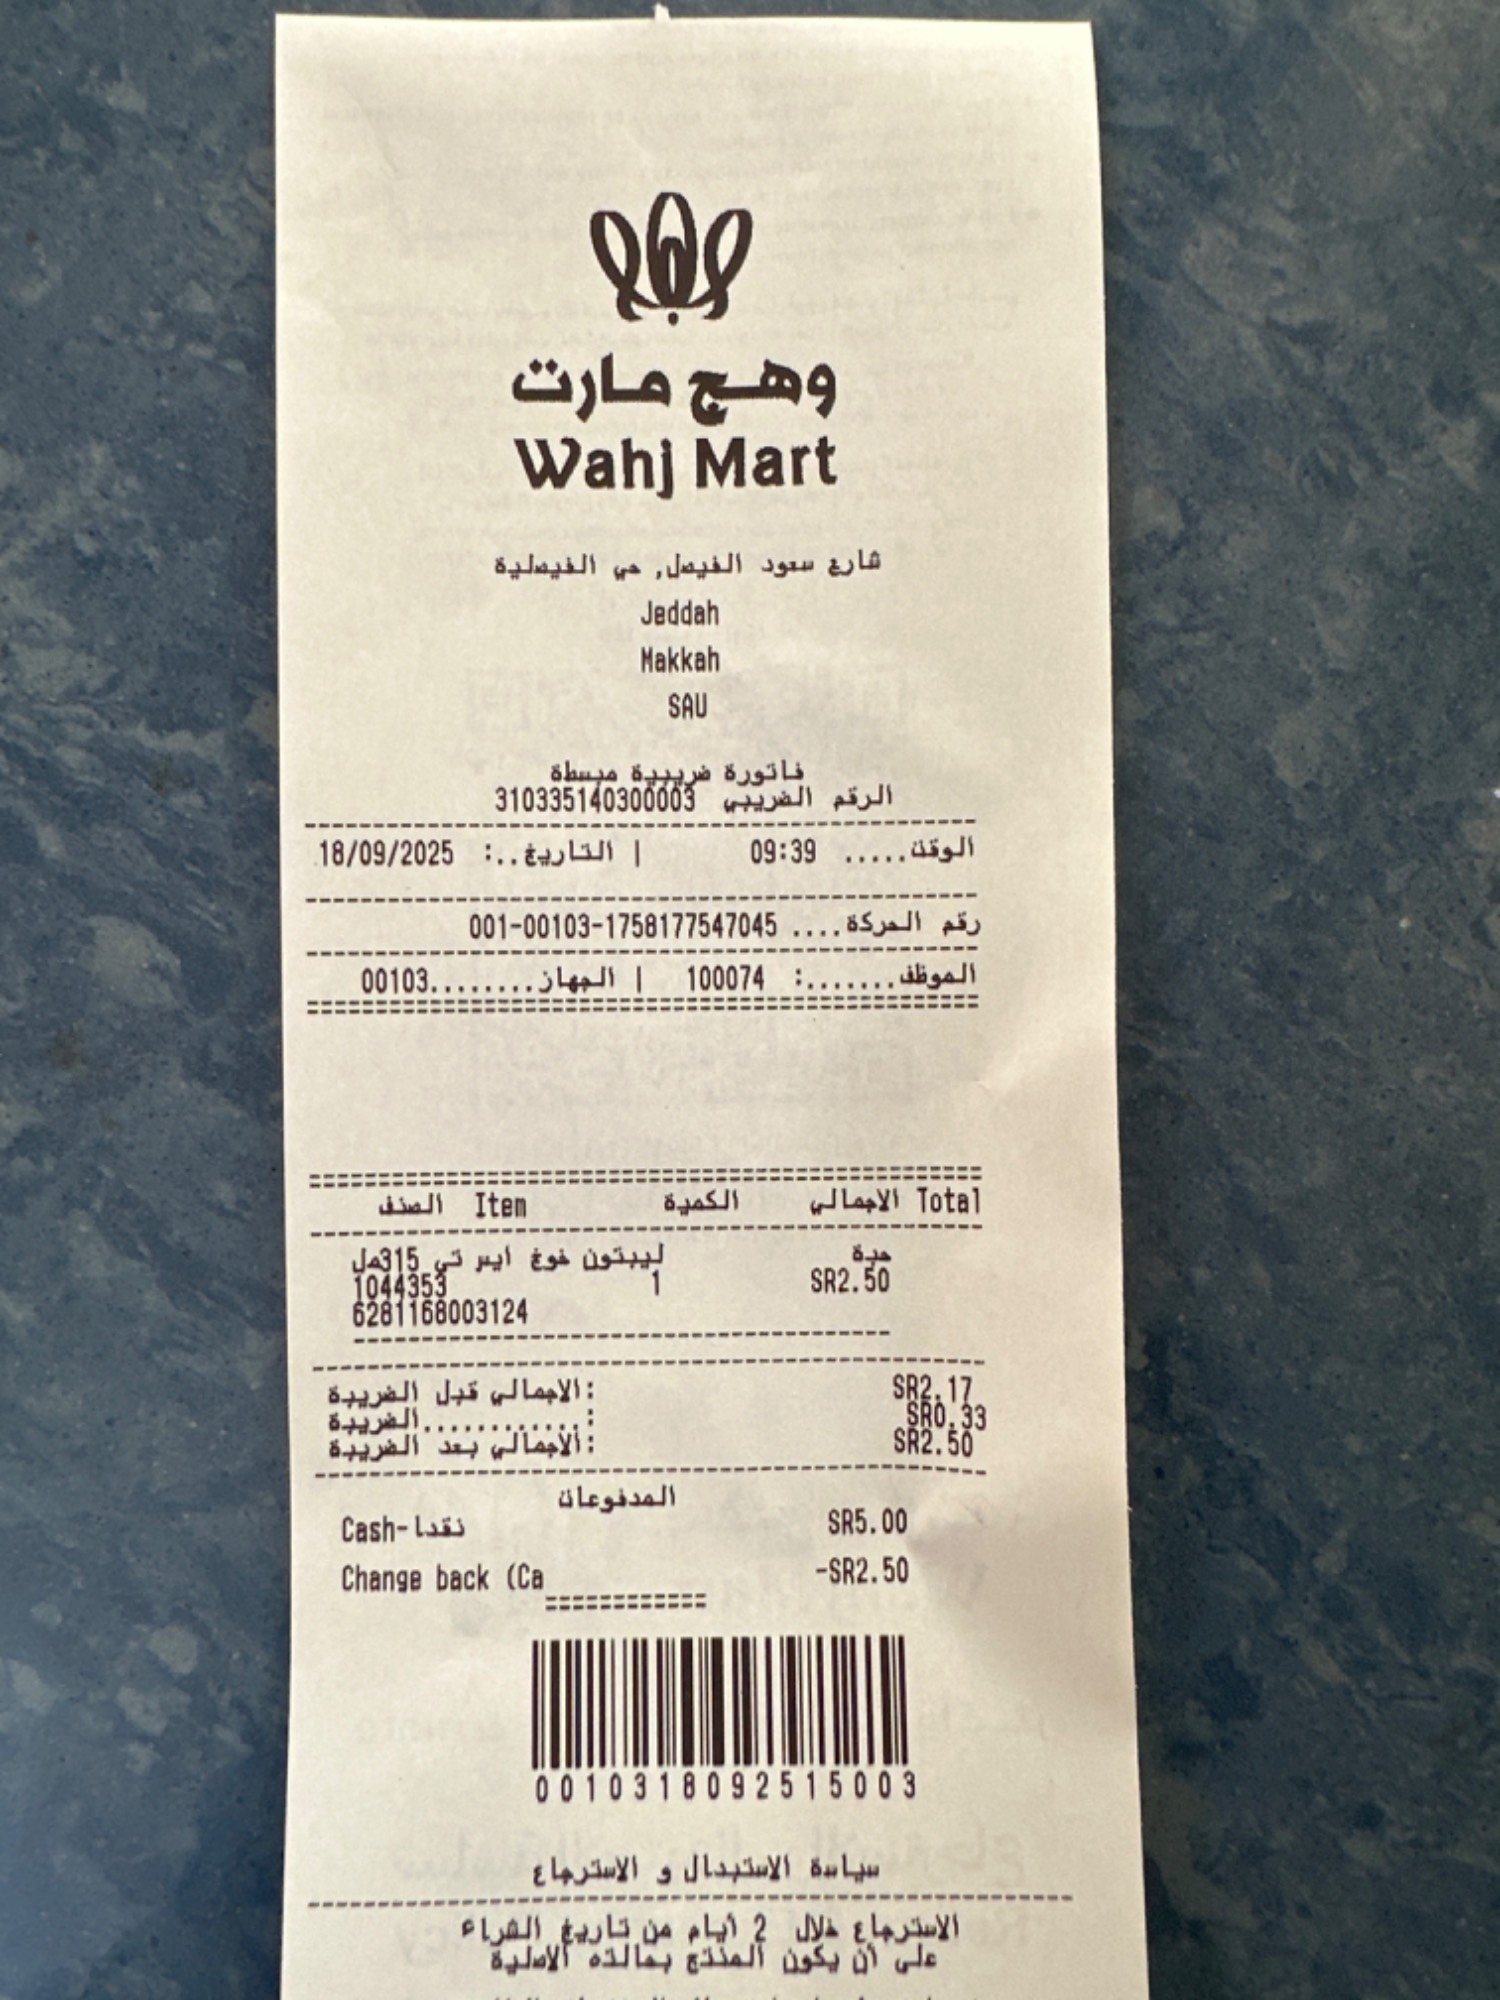 وهج مارت
Wahj Mart
شارع سعود الفيصل, حي الفيصلية
Jeddah
Makkah
SAU
فاتورة ضريبية مبسطة
الرقم الضريبي 310335140300003
الوقت..... 09:39 | التاريخ..: 18/09/2025
رقم الحركة.... 001-00103-1758177547045
الموظف.......: 100074 | الجهاز........00103
الصنف Item الكمية الاجمالي Total
ليبتون خوخ ايس تي 315مل حبة
1044353 1 SR2.50
6281168003124
الاجمالي قبل الضريبة: SR2.17
الضريبة............: SR0.33
الأجمالي بعد الضريبة: SR2.50
المدفوعات
Cash-نقدا SR5.00
Change back (Ca -SR2.50
0010318092515003
سياسة الاستبدال و الاسترجاع
الاسترجاع خلال 2 أيام من تاريخ الشراء
على أن يكون المنتج بحالته الأصلية